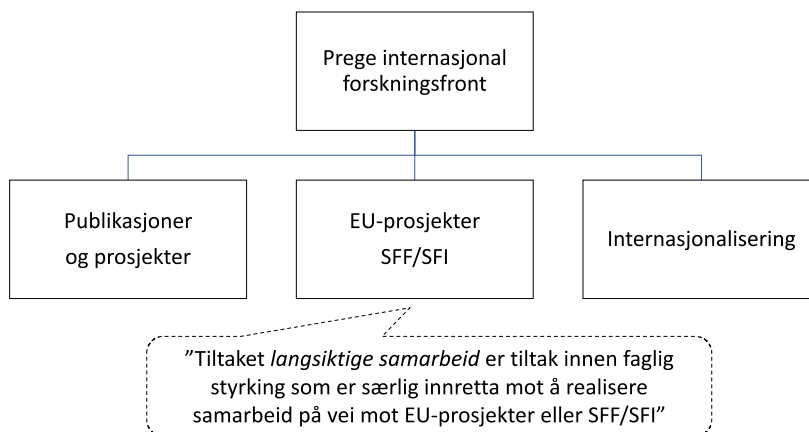 Prege internasjonal
forskningsfront
Publikasjoner
og prosjekter
EU-prosjekter
SFF/SFI
Internasjonalisering
”Tiltaket langsiktige samarbeid er tiltak innen faglig
styrking som er særlig innretta mot å realisere
samarbeid på vei mot EU-prosjekter eller SFF/SFI”